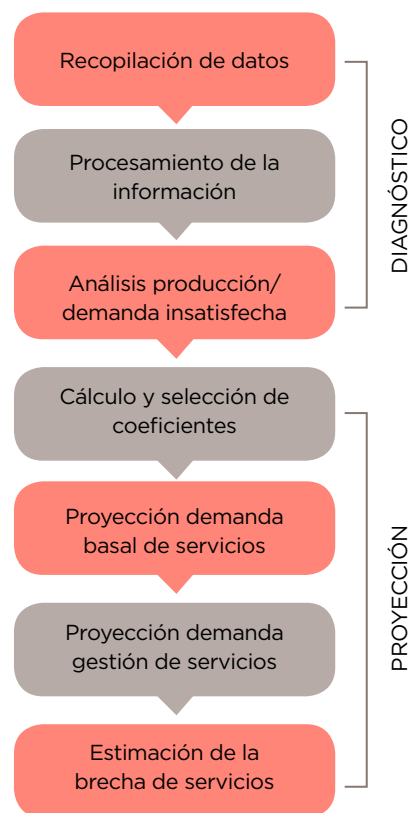 Recopilación de datos
Procesamiento de la
información
Análisis producción/
demanda insatisfecha
DIAGNÓSTICO
Cálculo y selección de
coeficientes
Proyección demanda
basal de servicios
Proyección demanda
gestión de servicios
Estimación de la
brecha de servicios
PROYECCIÓN